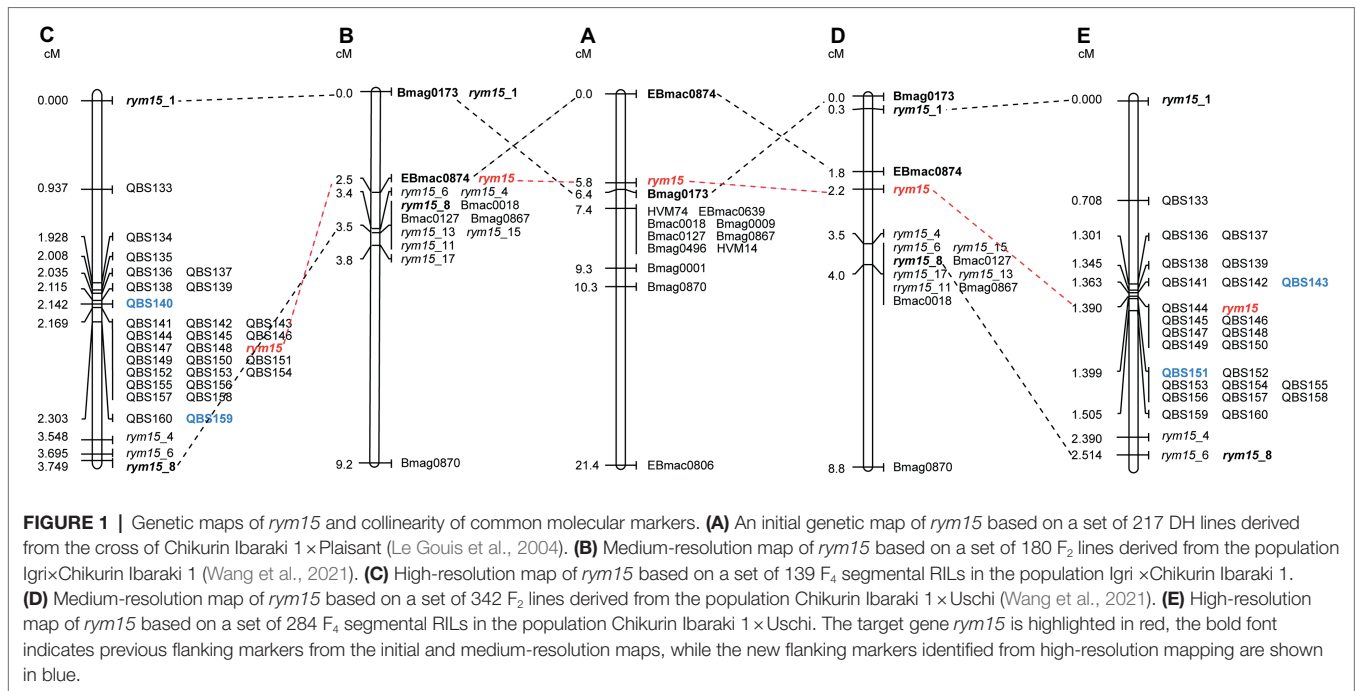 C
cM
0.000 rym15_1
0.937 QBS133
1.928 QBS134
2.008 QBS135
2.035 QBS136 QBS137
2.115 QBS138 QBS139
2.142 QBS140
2.169 QBS141 QBS142 QBS143
QBS144 QBS145 QBS146
QBS147 QBS148 rym15
QBS149 QBS150 QBS151
QBS152 QBS153 QBS154
QBS155 QBS156
QBS157 QBS158
2.303 QBS160 QBS159
3.548 rym15_4
3.695 rym15_6
3.749 rym15_8
B
cM
0.0 Bmag0173 rym15_1
2.5 EBmac0874 rym15
3.4 rym15_6 rym15_4
rym15_8 Bmac0018
Bmac0127 Bmag0867
3.5 rym15_13 rym15_15
rym15_11
3.8 rym15_17
9.2 Bmag0870
A
cM
0.0 EBmac0874
5.8 rym15
6.4 Bmag0173
7.4 HVM74 EBmac0639
Bmac0018 Bmag0009
Bmac0127 Bmag0867
Bmag0496 HVM14
9.3 Bmag0001
10.3 Bmag0870
21.4 EBmac0806
D
cM
0.0 Bmag0173
0.3 rym15_1
1.8 EBmac0874
2.2 rym15
3.5 rym15_4
rym15_6 rym15_15
4.0 rym15_8 Bmac0127
rym15_17 rym15_13
rrym15_11 Bmag0867
Bmac0018
8.8 Bmag0870
E
cM
0.000 rym15_1
0.708 QBS133
1.301 QBS136 QBS137
1.345 QBS138 QBS139
1.363 QBS141 QBS142 QBS143
1.390 QBS144 rym15
QBS145 QBS146
QBS147 QBS148
QBS149 QBS150
1.399 QBS151 QBS152
QBS153 QBS154 QBS155
QBS156 QBS157 QBS158
1.505 QBS159 QBS160
2.390 rym15_4
2.514 rym15_6 rym15_8
FIGURE 1 | Genetic maps of rym15 and collinearity of common molecular markers. (A) An initial genetic map of rym15 based on a set of 217 DH lines derived
from the cross of Chikurin Ibaraki 1 × Plaisant (Le Gouis et al., 2004). (B) Medium-resolution map of rym15 based on a set of 180 F2 lines derived from the population
Igri×Chikurin Ibaraki 1 (Wang et al., 2021). (C) High-resolution map of rym15 based on a set of 139 F4 segmental RILs in the population Igri ×Chikurin Ibaraki 1.
(D) Medium-resolution map of rym15 based on a set of 342 F2 lines derived from the population Chikurin Ibaraki 1 × Uschi (Wang et al., 2021). (E) High-resolution
map of rym15 based on a set of 284 F4 segmental RILs in the population Chikurin Ibaraki 1 × Uschi. The target gene rym15 is highlighted in red, the bold font
indicates previous flanking markers from the initial and medium-resolution maps, while the new flanking markers identified from high-resolution mapping are shown
in blue.